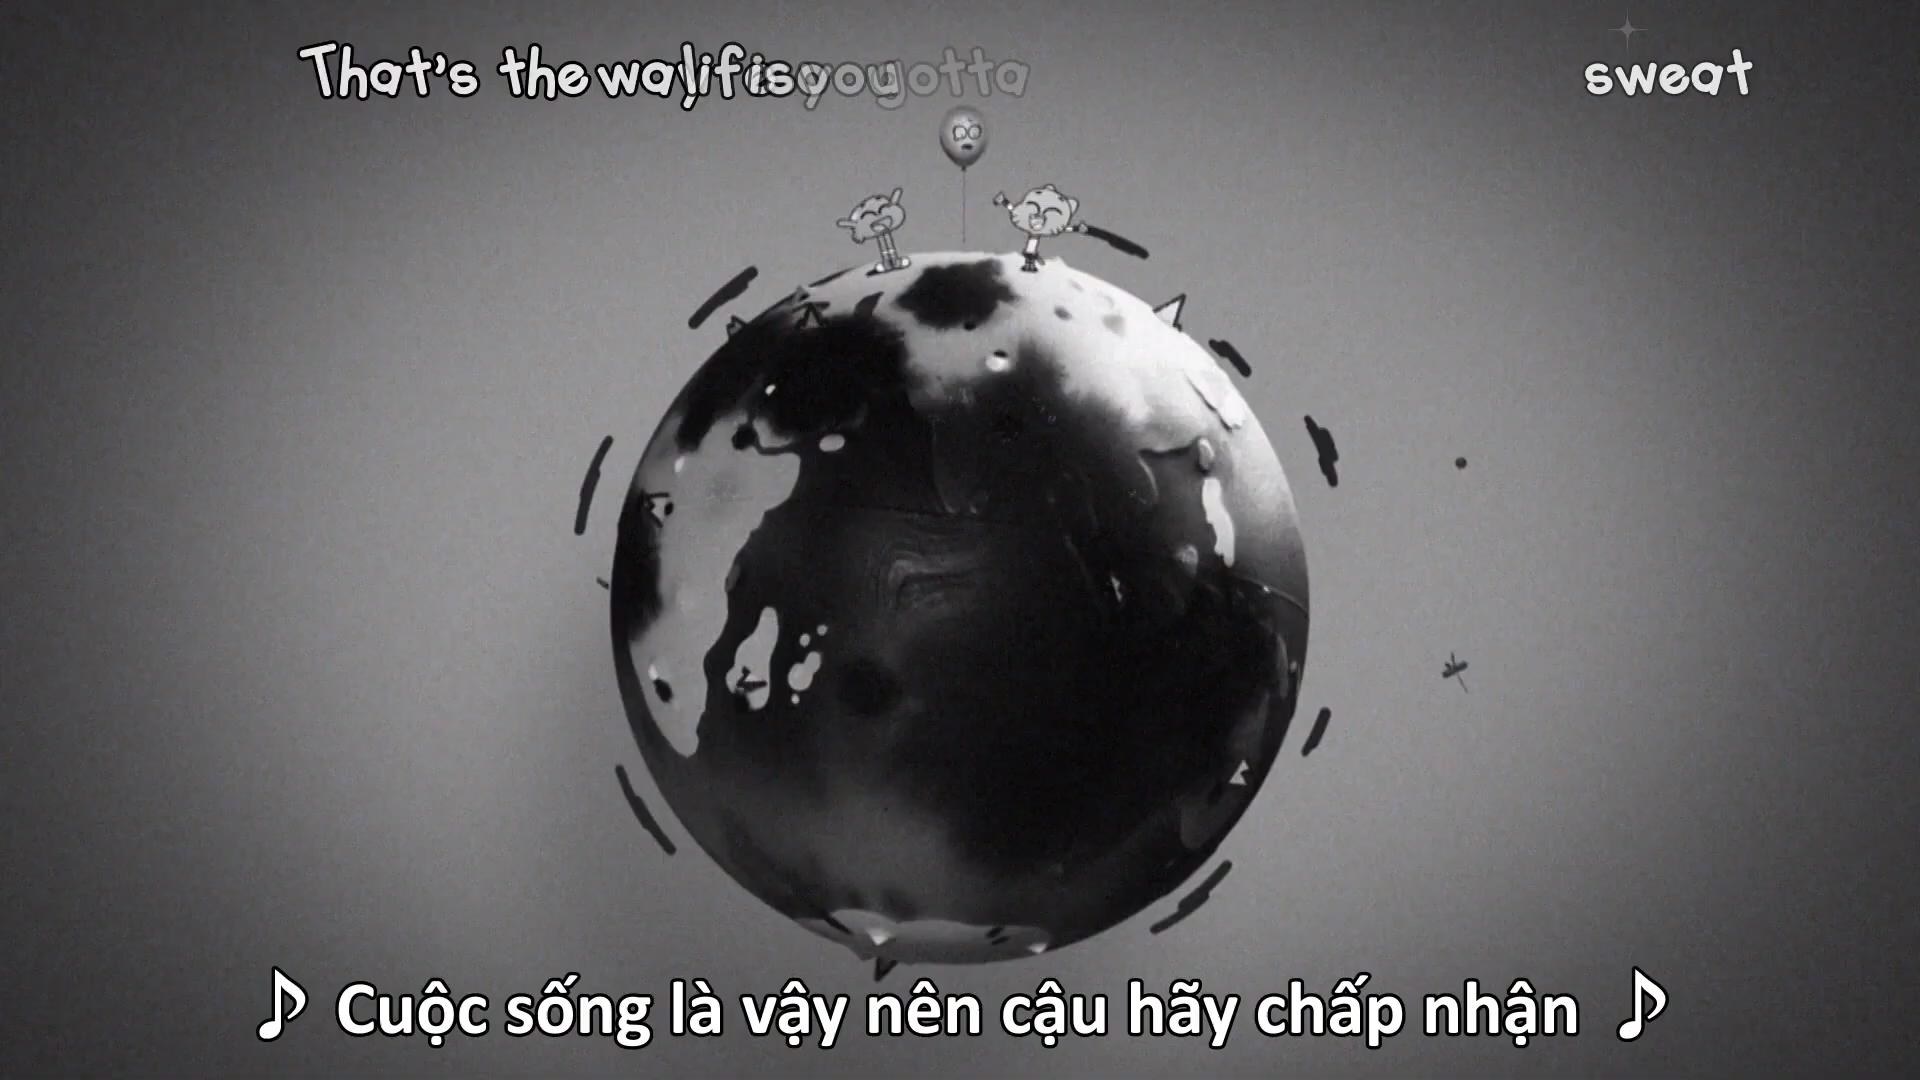 That's the way life is you gotta sweat
♪ Cuộc sống là vậy nên cậu hãy chấp nhận ♪